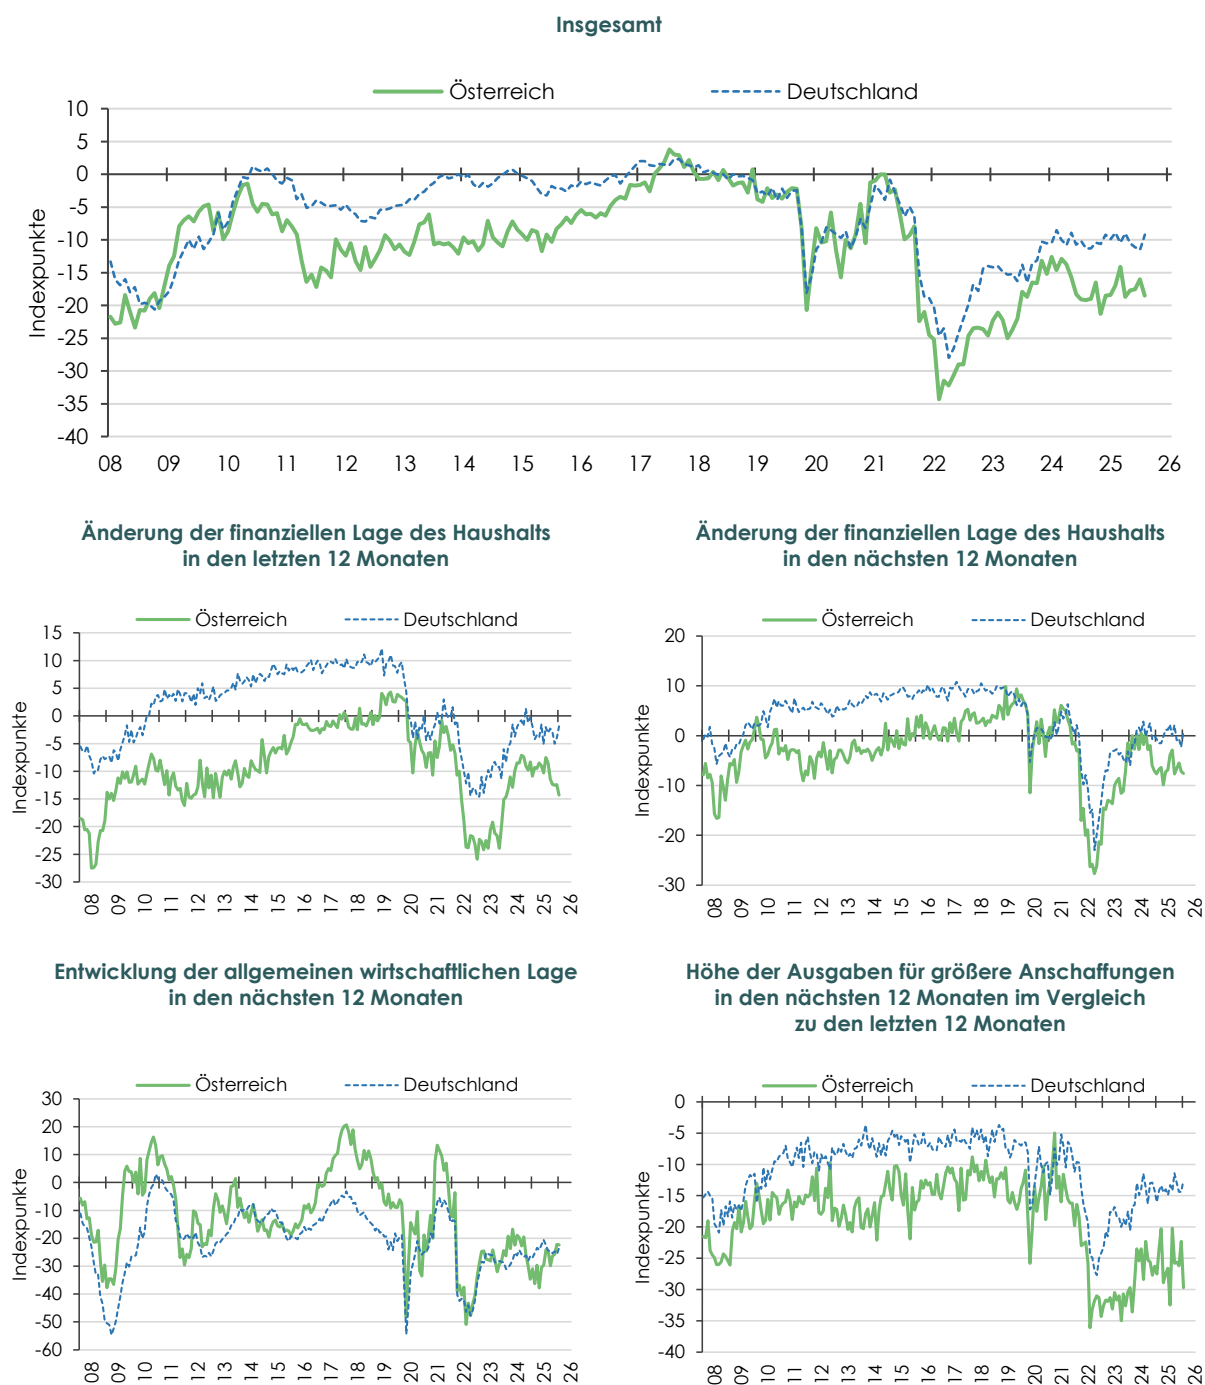 Insgesamt
Österreich Deutschland
10
5
0
-5
-10
-15
-20
-25
-30
-35
-40
Indexpunkte
08 09 10 11 12 13 14 15 16 17 18 19 20 21 22 23 24 25 26
Änderung der finanziellen Lage des Haushalts
in den letzten 12 Monaten
Österreich Deutschland
15
10
5
0
-5
-10
-15
-20
-25
-30
Indexpunkte
08 09 10 11 12 13 14 15 16 17 18 19 20 21 22 23 24 25 26
Änderung der finanziellen Lage des Haushalts
in den nächsten 12 Monaten
Österreich Deutschland
20
10
0
-10
-20
-30
Indexpunkte
08 09 10 11 12 13 14 15 16 17 18 19 20 21 22 23 24 25 26
Entwicklung der allgemeinen wirtschaftlichen Lage
in den nächsten 12 Monaten
Österreich Deutschland
30
20
10
0
-10
-20
-30
-40
-50
-60
Indexpunkte
08 09 10 11 12 13 14 15 16 17 18 19 20 21 22 23 24 25 26
Höhe der Ausgaben für größere Anschaffungen
in den nächsten 12 Monaten im Vergleich
zu den letzten 12 Monaten
Österreich Deutschland
0
-5
-10
-15
-20
-25
-30
-35
-40
Indexpunkte
08 09 10 11 12 13 14 15 16 17 18 19 20 21 22 23 24 25 26